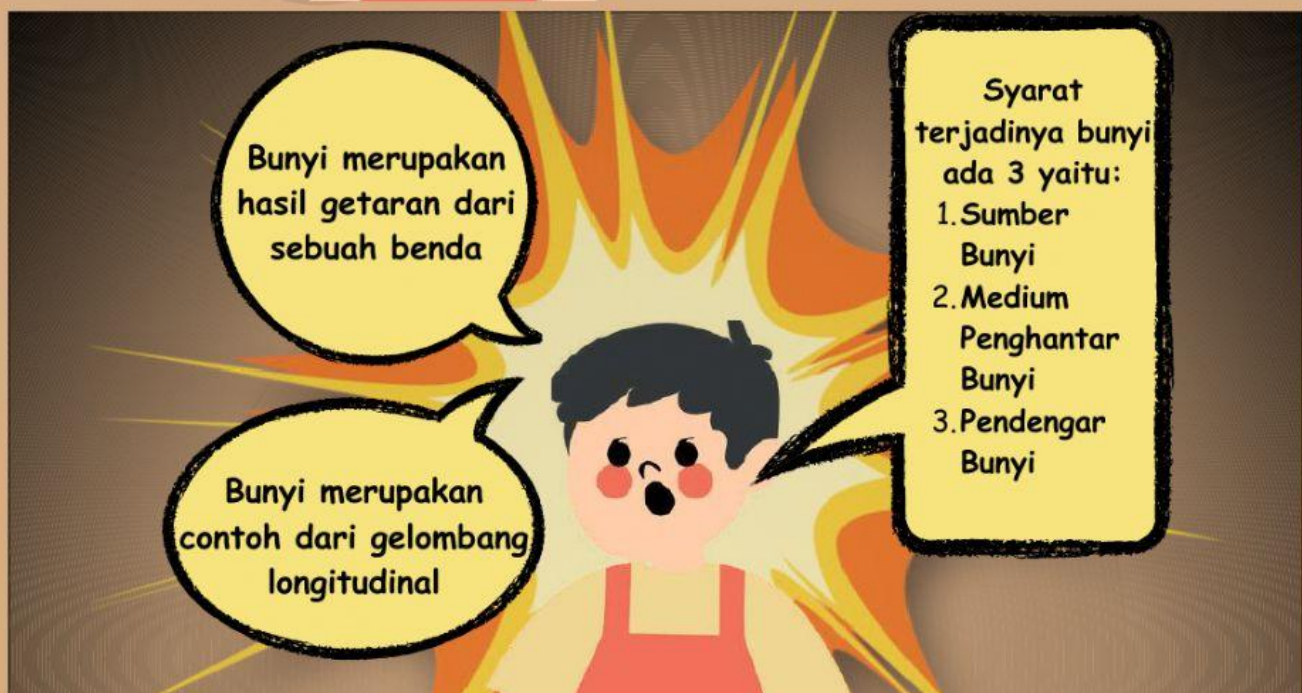 Bunyi merupakan
hasil getaran dari
sebuah benda
Bunyi merupakan
contoh dari gelombang
longitudinal
Syarat
terjadinya bunyi
ada 3 yaitu:
1. Sumber
Bunyi
2. Medium
Penghantar
Bunyi
3. Pendengar
Bunyi